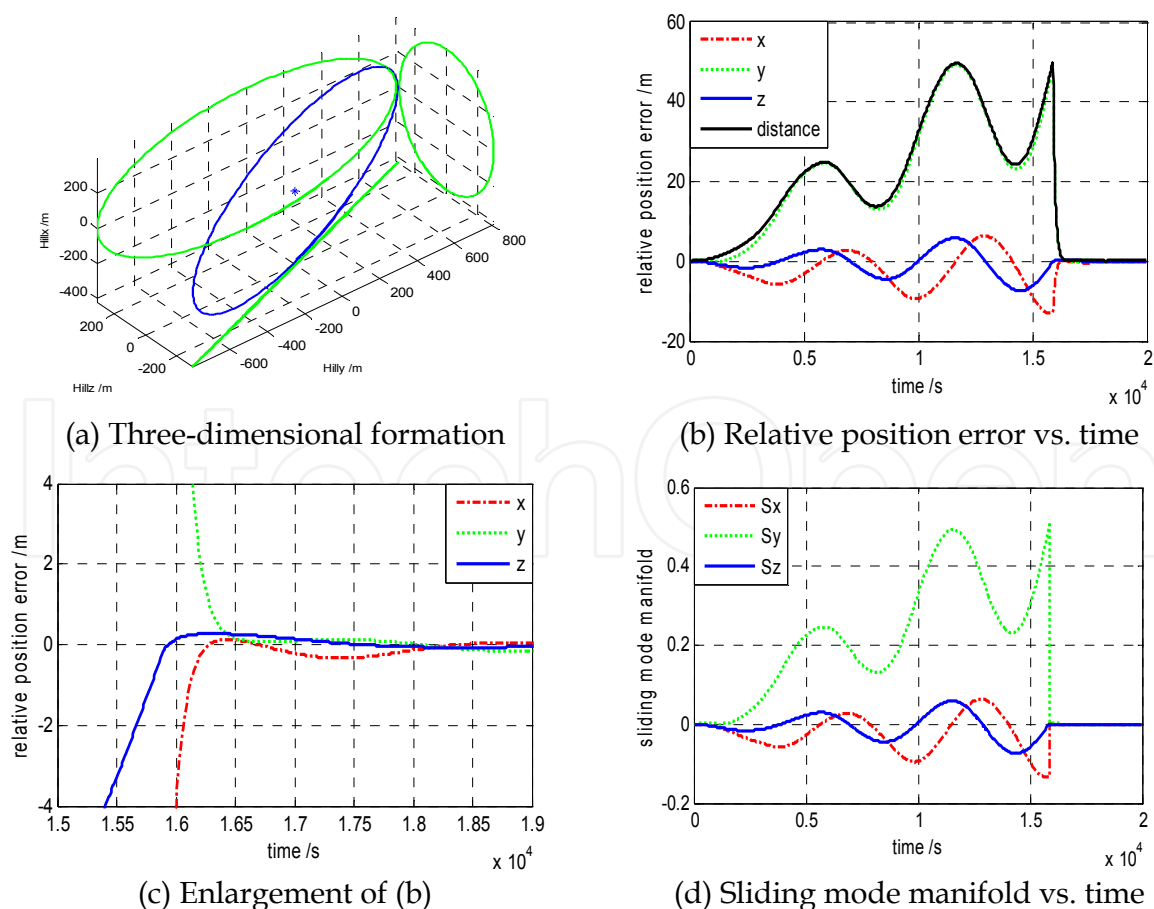 200
0
-200
-400
Hillx /m
200
0
-200
Hillz /m
-600
-400
-200
0
200
400
600
800
Hilly /m
(a) Three-dimensional formation
60
40
20
0
-20
relative position error /m
x
y
z
distance
0
0.5
1
1.5
2
time /s
x 10^4
(b) Relative position error vs. time
4
2
0
-2
-4
relative position error /m
x
y
z
1.5
1.55
1.6
1.65
1.7
1.75
1.8
1.85
1.9
time /s
x 10^4
(c) Enlargement of (b)
0.6
0.4
0.2
0
-0.2
sliding mode manifold
Sx
Sy
Sz
0
0.5
1
1.5
2
time /s
x 10^4
(d) Sliding mode manifold vs. time
IntechOpen